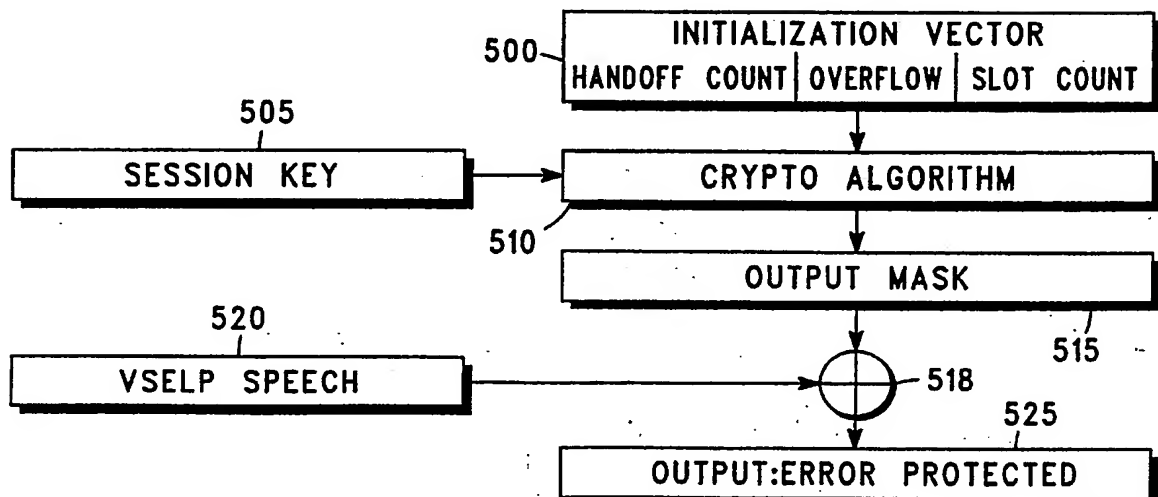 INITIALIZATION VECTOR
500
HANDOFF COUNT OVERFLOW SLOT COUNT
505
SESSION KEY
CRYPTO ALGORITHM
510
OUTPUT MASK
520
515
VSELP SPEECH
518
525
OUTPUT:ERROR PROTECTED